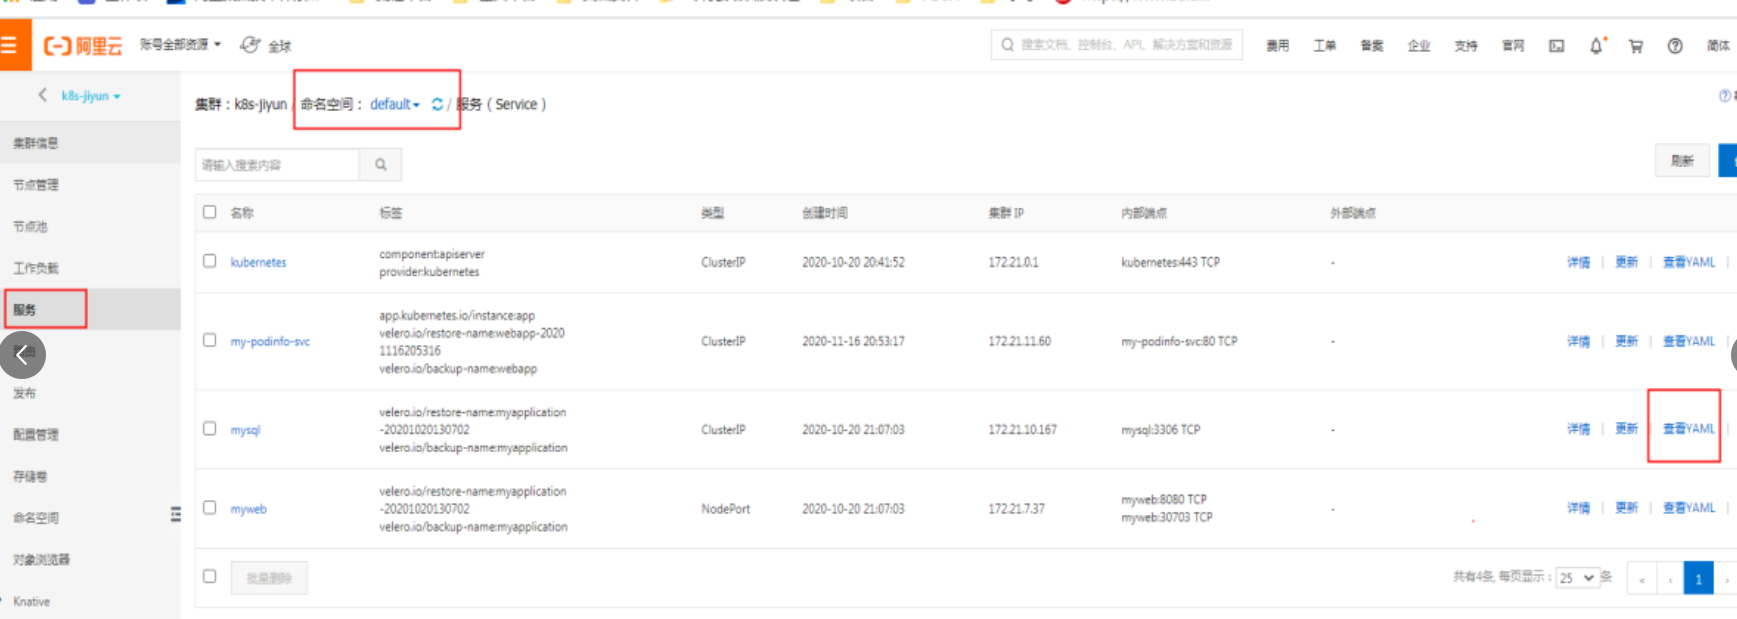 阿里云 账号全部资源 全球 搜索文档、控制台、API、解决方案和资源 费用 工单 备案 企业 支持 官网 简体
k8s-jiyun
集群：k8s-jiyun / 命名空间： default / 服务 ( Service )
集群信息
节点管理
节点池
工作负载
服务
发布
配置管理
存储卷
命名空间
对象浏览器
Knative
请输入搜索内容
刷新
名称 标签 类型 创建时间 集群 IP 内部端点 外部端点
kubernetes component:apiserver
provider:kubernetes ClusterIP 2020-10-20 20:41:52 172.21.0.1 kubernetes:443 TCP - 详情 | 更新 | 查看YAML |
my-podinfo-svc app.kubernetes.io/instance:app
velero.io/restore-name:webapp-2020
1116205316
velero.io/backup-name:webapp ClusterIP 2020-11-16 20:53:17 172.21.11.60 my-podinfo-svc:80 TCP - 详情 | 更新 | 查看YAML |
mysql velero.io/restore-name:myapplication
-20201020130702
velero.io/backup-name:myapplication ClusterIP 2020-10-20 21:07:03 172.21.10.167 mysql:3306 TCP - 详情 | 更新 | 查看YAML |
myweb velero.io/restore-name:myapplication
-20201020130702
velero.io/backup-name:myapplication NodePort 2020-10-20 21:07:03 172.21.7.37 myweb:8080 TCP
myweb:30703 TCP - 详情 | 更新 | 查看YAML |
批量删除
共有4条, 每页显示： 25 条 « ‹ 1 ›